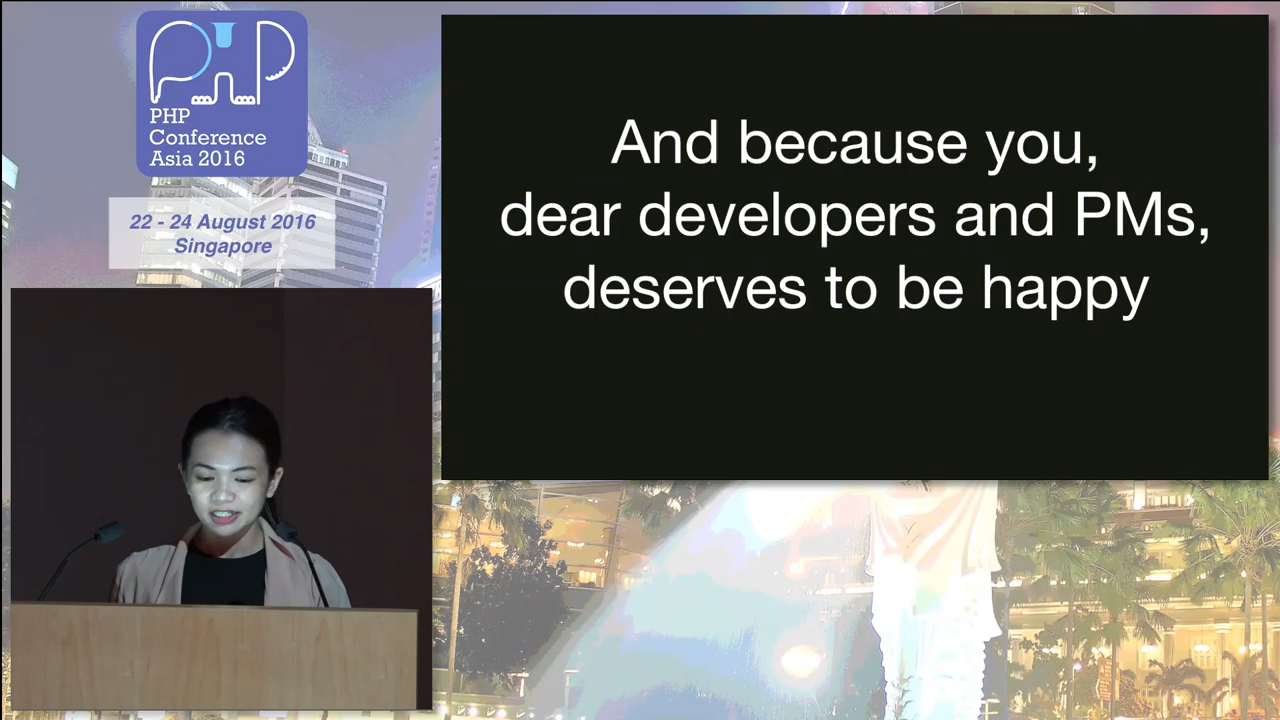 PHP
PHP
Conference
Asia 2016
22 - 24 August 2016
Singapore
And because you,
dear developers and PMs,
deserves to be happy